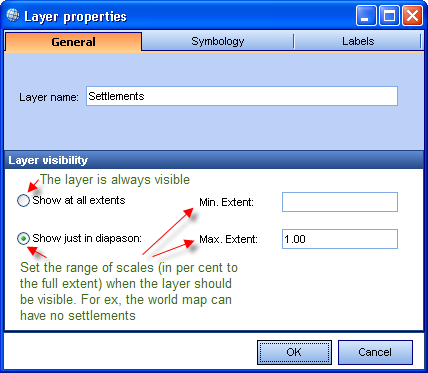 Layer properties
General
Symbology
Labels
Layer name:
Settlements
Layer visibility
The layer is always visible
Show at all extents
Min. Extent:
Show just in diapason:
Max. Extent:
1.00
Set the range of scales (in per cent to
the full extent) when the layer should
be visible. For ex, the world map can
have no settlements
OK
Cancel